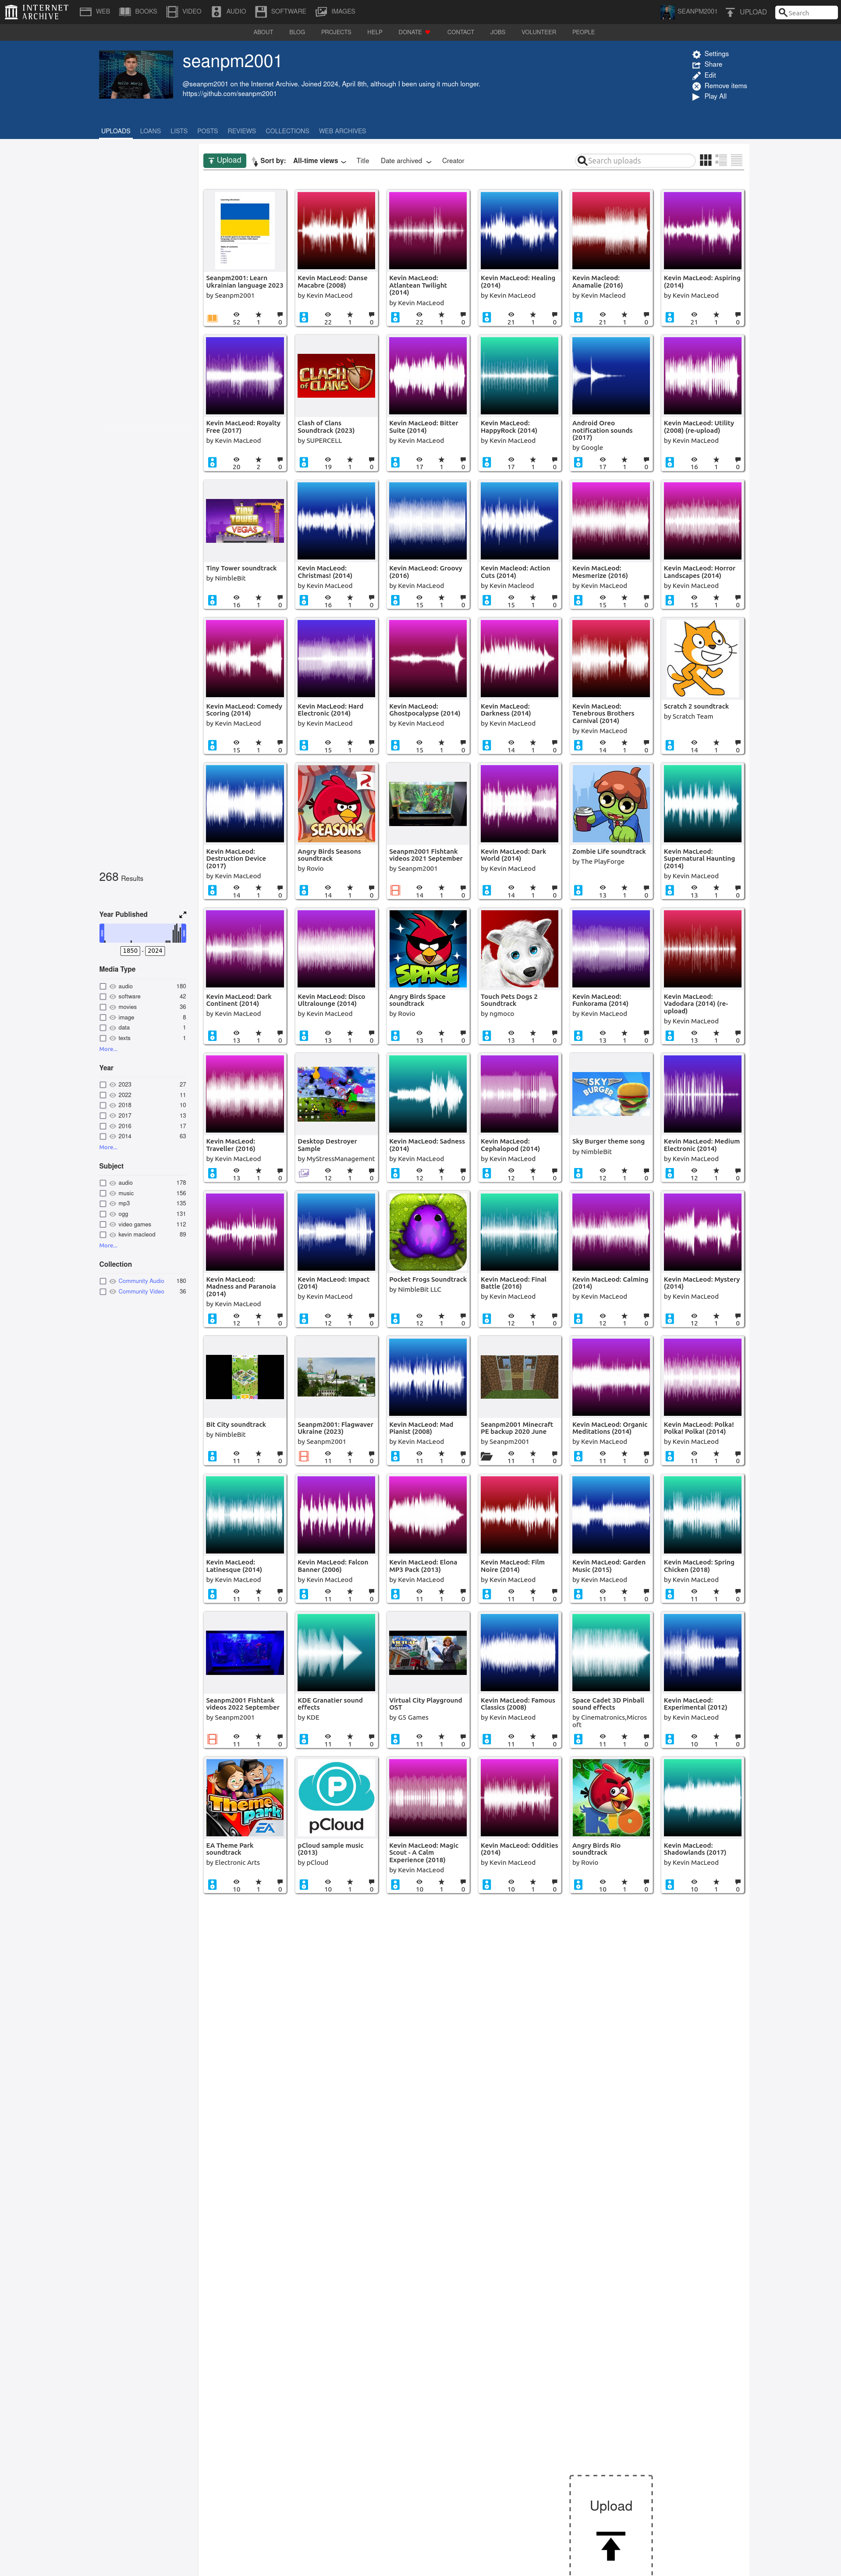 INTERNET ARCHIVE
WEB BOOKS VIDEO AUDIO SOFTWARE IMAGES SEANPM2001 UPLOAD Search
ABOUT BLOG PROJECTS HELP DONATE CONTACT JOBS VOLUNTEER PEOPLE
seanpm2001
@seanpm2001 on the Internet Archive. Joined 2024, April 8th, although I been using it much longer.
https://github.com/seanpm2001
Settings
Share
Edit
Remove items
Play All
UPLOADS LOANS LISTS POSTS REVIEWS COLLECTIONS WEB ARCHIVES
Upload Sort by: All-time views Title Date archived Creator Search uploads
268 Results
Year Published
1850 - 2024
Media Type
audio 180
software 42
movies 36
image 8
data 1
texts 1
More...
Year
2023 27
2022 11
2018 10
2017 13
2016 17
2014 63
More...
Subject
audio 178
music 156
mp3 135
ogg 131
video games 112
kevin macleod 89
More...
Collection
Community Audio 180
Community Video 36
Seanpm2001: Learn Ukrainian language 2023
by Seanpm2001
52 1 0
Kevin MacLeod: Danse Macabre (2008)
by Kevin MacLeod
22 1 0
Kevin MacLeod: Atlantean Twilight (2014)
by Kevin MacLeod
22 1 0
Kevin MacLeod: Healing (2014)
by Kevin MacLeod
21 1 0
Kevin Macleod: Anamalie (2016)
by Kevin Macleod
21 1 0
Kevin MacLeod: Aspiring (2014)
by Kevin MacLeod
21 1 0
Kevin MacLeod: Royalty Free (2017)
by Kevin MacLeod
20 2 0
CLASH OF CLANS
Clash of Clans Soundtrack (2023)
by SUPERCELL
19 1 0
Kevin MacLeod: Bitter Suite (2014)
by Kevin MacLeod
17 1 0
Kevin MacLeod: HappyRock (2014)
by Kevin MacLeod
17 1 0
Android Oreo notification sounds (2017)
by Google
17 1 0
Kevin MacLeod: Utility (2008) (re-upload)
by Kevin MacLeod
16 1 0
TINY TOWER VEGAS
Tiny Tower soundtrack
by NimbleBit
16 1 0
Kevin MacLeod: Christmas! (2014)
by Kevin MacLeod
16 1 0
Kevin MacLeod: Groovy (2016)
by Kevin MacLeod
15 1 0
Kevin Macleod: Action Cuts (2014)
by Kevin Macleod
15 1 0
Kevin MacLeod: Mesmerize (2016)
by Kevin MacLeod
15 1 0
Kevin MacLeod: Horror Landscapes (2014)
by Kevin MacLeod
15 1 0
Kevin MacLeod: Comedy Scoring (2014)
by Kevin MacLeod
15 1 0
Kevin MacLeod: Hard Electronic (2014)
by Kevin MacLeod
15 1 0
Kevin MacLeod: Ghostpocalypse (2014)
by Kevin MacLeod
15 1 0
Kevin MacLeod: Darkness (2014)
by Kevin MacLeod
14 1 0
Kevin MacLeod: Tenebrous Brothers Carnival (2014)
by Kevin MacLeod
14 1 0
Scratch 2 soundtrack
by Scratch Team
14 1 0
Kevin MacLeod: Destruction Device (2017)
by Kevin MacLeod
14 1 0
SEASONS
Angry Birds Seasons soundtrack
by Rovio
14 1 0
Seanpm2001 Fishtank videos 2021 September
by Seanpm2001
14 1 0
Kevin MacLeod: Dark World (2014)
by Kevin MacLeod
14 1 0
Zombie Life soundtrack
by The PlayForge
13 1 0
Kevin MacLeod: Supernatural Haunting (2014)
by Kevin MacLeod
13 1 0
Kevin MacLeod: Dark Continent (2014)
by Kevin MacLeod
13 1 0
Kevin MacLeod: Disco Ultralounge (2014)
by Kevin MacLeod
13 1 0
SPACE
Angry Birds Space soundtrack
by Rovio
13 1 0
Touch Pets Dogs 2 Soundtrack
by ngmoco
13 1 0
Kevin MacLeod: Funkorama (2014)
by Kevin MacLeod
13 1 0
Kevin MacLeod: Vadodara (2014) (re-upload)
by Kevin MacLeod
13 1 0
Kevin MacLeod: Traveller (2016)
by Kevin MacLeod
13 1 0
Desktop Destroyer Sample
by MyStressManagement
12 1 0
Kevin MacLeod: Sadness (2014)
by Kevin MacLeod
12 1 0
Kevin MacLeod: Cephalopod (2014)
by Kevin MacLeod
12 1 0
SKY BURGER
Sky Burger theme song
by NimbleBit
12 1 0
Kevin MacLeod: Medium Electronic (2014)
by Kevin MacLeod
12 1 0
Kevin MacLeod: Madness and Paranoia (2014)
by Kevin MacLeod
12 1 0
Kevin MacLeod: Impact (2014)
by Kevin MacLeod
12 1 0
Pocket Frogs Soundtrack
by NimbleBit LLC
12 1 0
Kevin MacLeod: Final Battle (2016)
by Kevin MacLeod
12 1 0
Kevin MacLeod: Calming (2014)
by Kevin MacLeod
12 1 0
Kevin MacLeod: Mystery (2014)
by Kevin MacLeod
12 1 0
Bit City soundtrack
by NimbleBit
11 1 0
Seanpm2001: Flagwaver Ukraine (2023)
by Seanpm2001
11 1 0
Kevin MacLeod: Mad Pianist (2008)
by Kevin MacLeod
11 1 0
Seanpm2001 Minecraft PE backup 2020 June
by Seanpm2001
11 1 0
Kevin MacLeod: Organic Meditations (2014)
by Kevin MacLeod
11 1 0
Kevin MacLeod: Polka! Polka! Polka! (2014)
by Kevin MacLeod
11 1 0
Kevin MacLeod: Latinesque (2014)
by Kevin MacLeod
11 1 0
Kevin MacLeod: Falcon Banner (2006)
by Kevin MacLeod
11 1 0
Kevin MacLeod: Elona MP3 Pack (2013)
by Kevin MacLeod
11 1 0
Kevin MacLeod: Film Noire (2014)
by Kevin MacLeod
11 1 0
Kevin MacLeod: Garden Music (2015)
by Kevin MacLeod
11 1 0
Kevin MacLeod: Spring Chicken (2018)
by Kevin MacLeod
11 1 0
Seanpm2001 Fishtank videos 2022 September
by Seanpm2001
11 1 0
KDE Granatier sound effects
by KDE
11 1 0
Virtual City Playground OST
by G5 Games
11 1 0
Kevin MacLeod: Famous Classics (2008)
by Kevin MacLeod
11 1 0
Space Cadet 3D Pinball sound effects
by Cinematronics,Microsoft
11 1 0
Kevin MacLeod: Experimental (2012)
by Kevin MacLeod
10 1 0
Theme Park EA
EA Theme Park soundtrack
by Electronic Arts
10 1 0
pCloud
pCloud sample music (2013)
by pCloud
10 1 0
Kevin MacLeod: Magic Scout - A Calm Experience (2018)
by Kevin MacLeod
10 1 0
Kevin MacLeod: Oddities (2014)
by Kevin MacLeod
10 1 0
Angry Birds Rio soundtrack
by Rovio
10 1 0
Kevin MacLeod: Shadowlands (2017)
by Kevin MacLeod
10 1 0
Upload